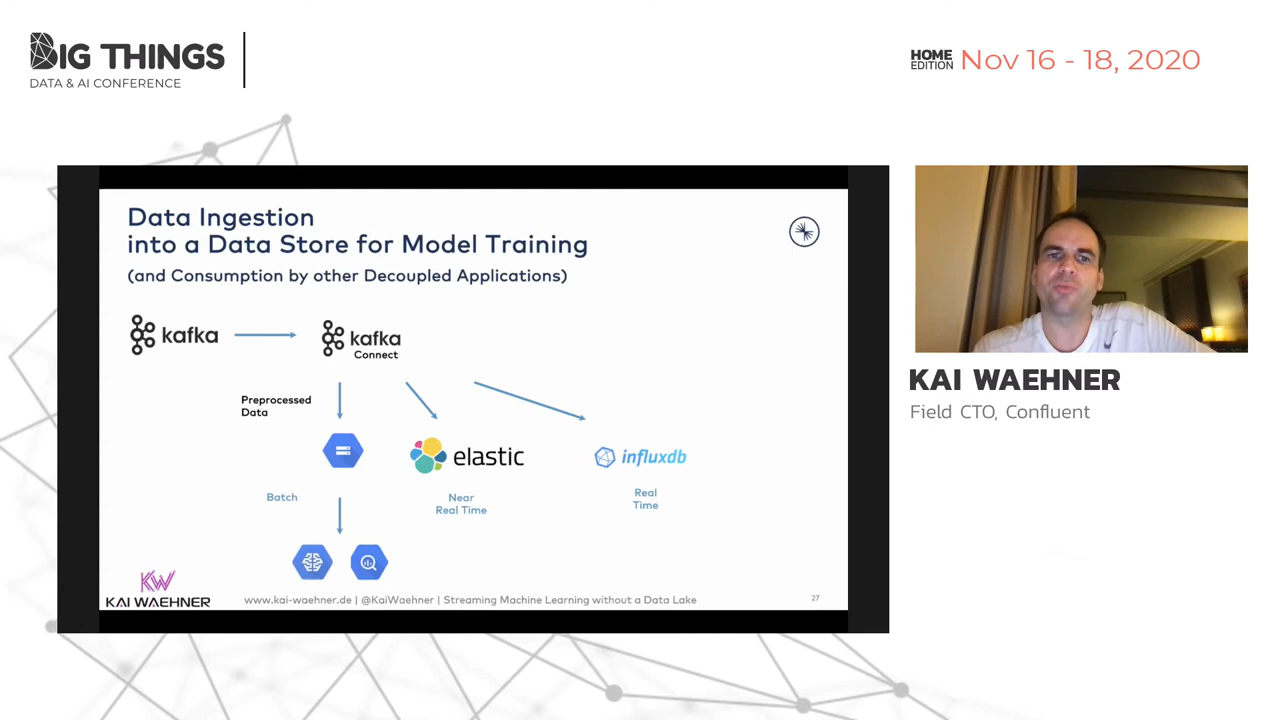 BIG THINGS
DATA & AI CONFERENCE
HOME
EDITION
Nov 16 - 18, 2020
Data Ingestion
into a Data Store for Model Training
(and Consumption by other Decoupled Applications)
kafka
kafka
Connect
Preprocessed
Data
elastic
influxdb
Batch
Near
Real Time
Real
Time
KW
KAI WAEHNER
www.kai-waehner.de | @KaiWaehner | Streaming Machine Learning without a Data Lake
27
KAI WAEHNER
Field CTO, Confluent